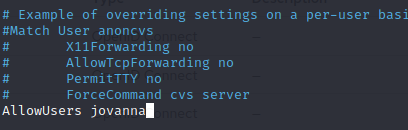 # Example of overriding settings on a per-user basi
#Match User anoncvs
#       X11Forwarding no
#       AllowTcpForwarding no
#       PermitTTY no
#       ForceCommand cvs server
AllowUsers jovanna